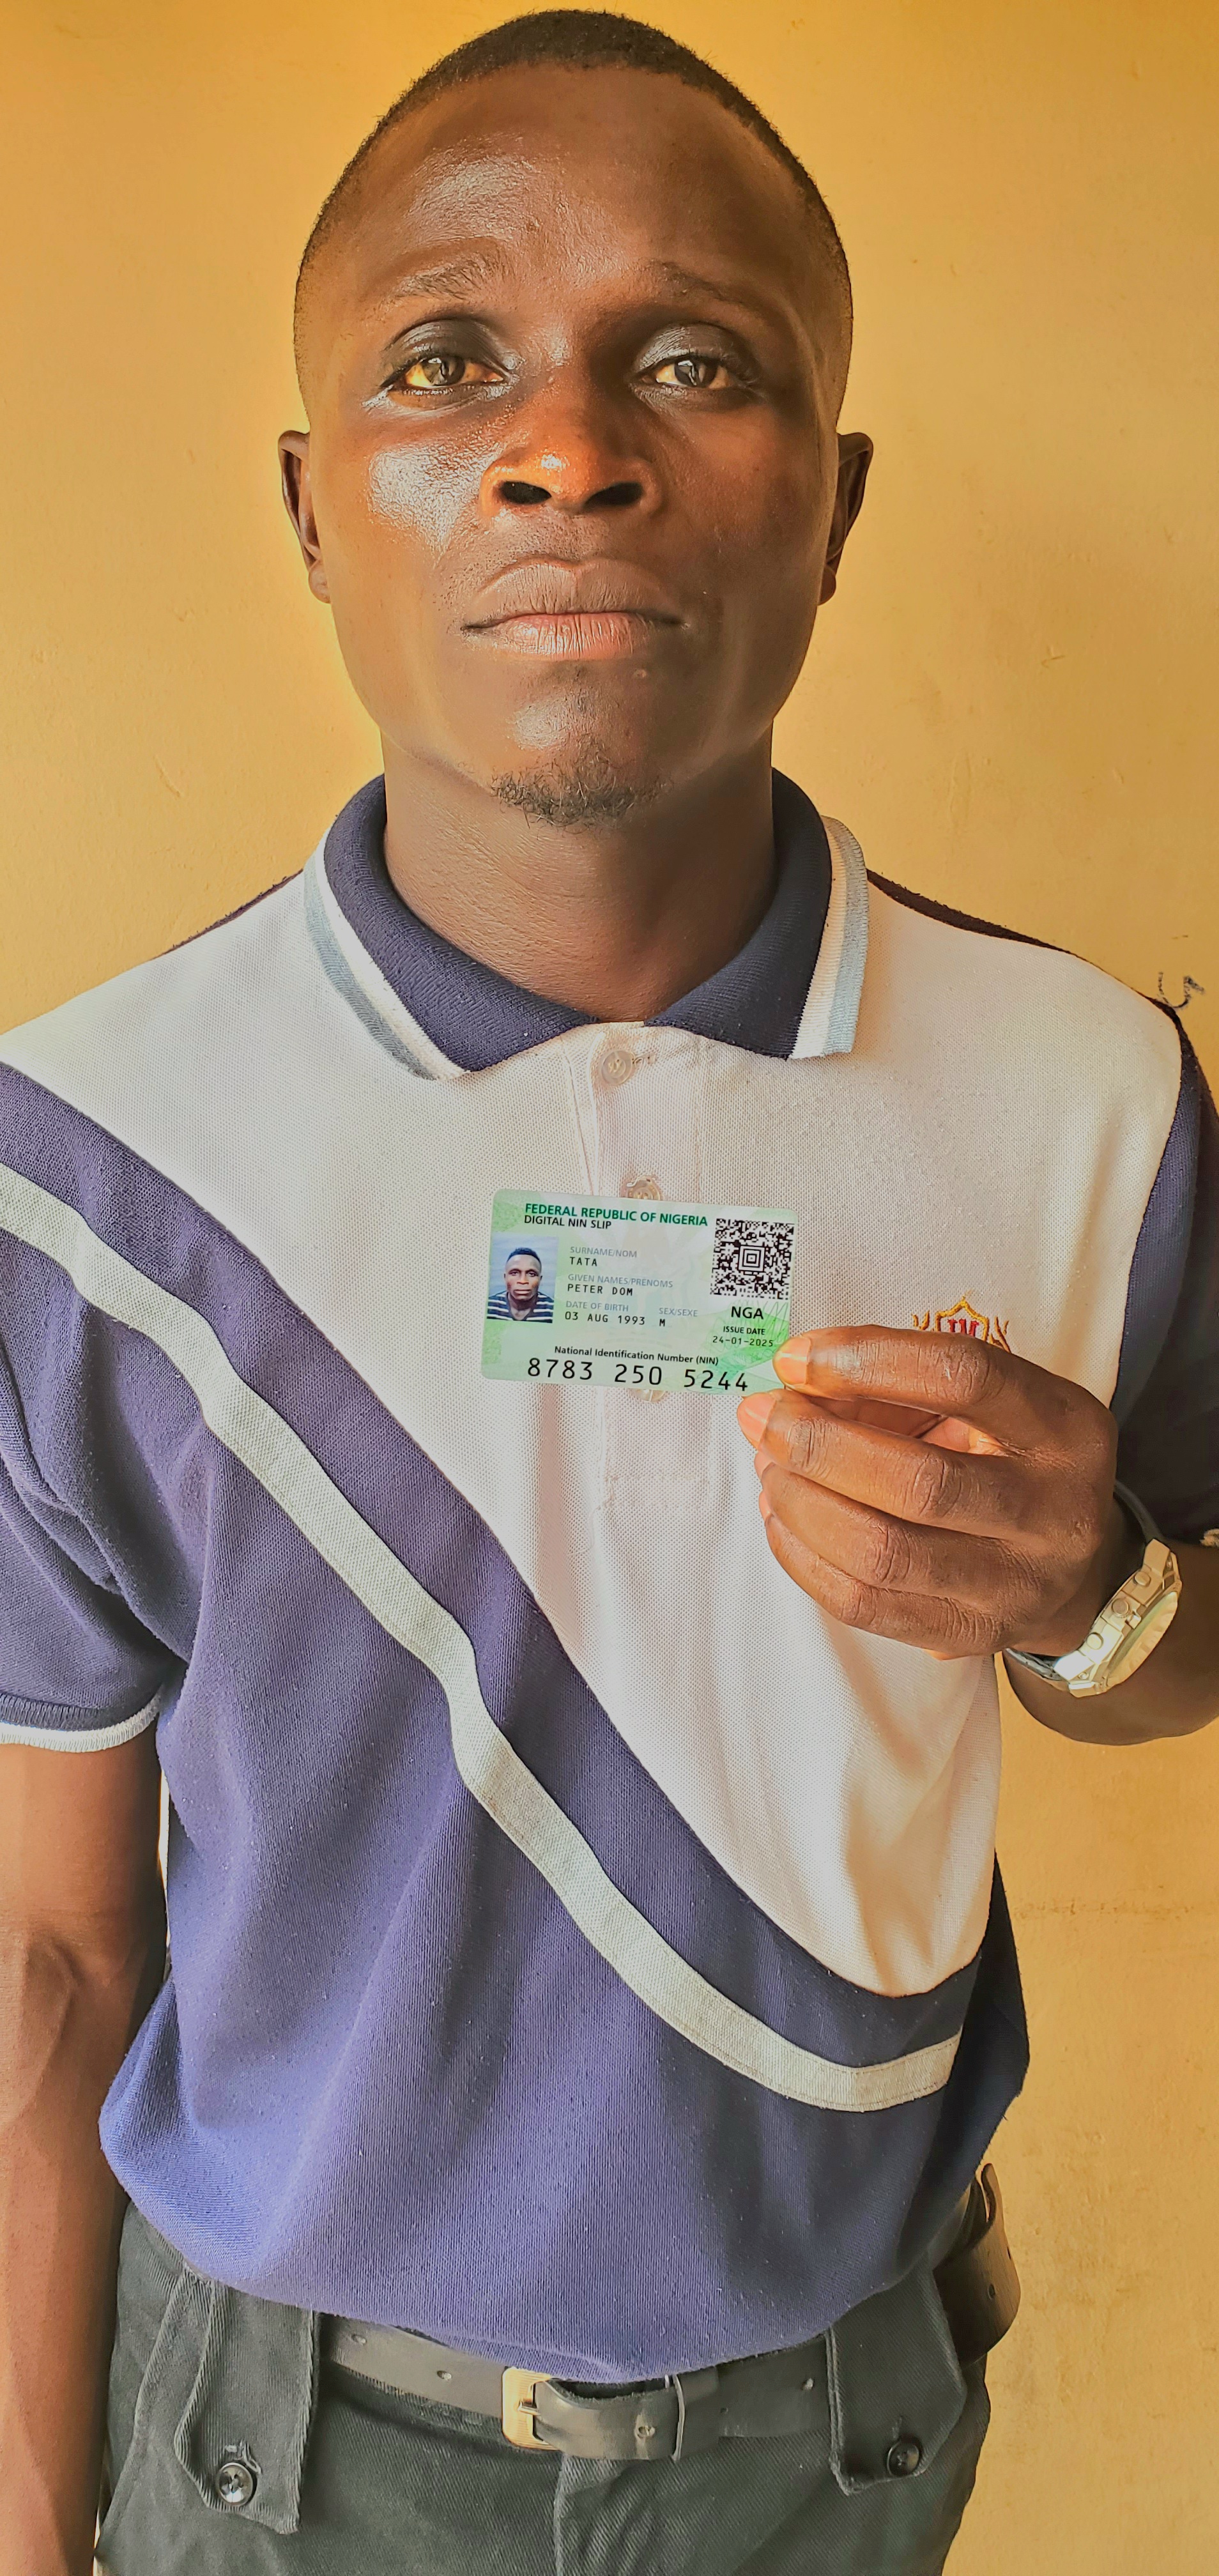 FEDERAL REPUBLIC OF NIGERIA
DIGITAL NIN SLIP
SURNAME/NOM
TATA
GIVEN NAMES/PRÉNOMS
PETER DOM
DATE OF BIRTH SEX/SEXE
03 AUG 1993 M
NGA
ISSUE DATE
24-01-2025
National Identification Number (NIN)
8783 250 5244